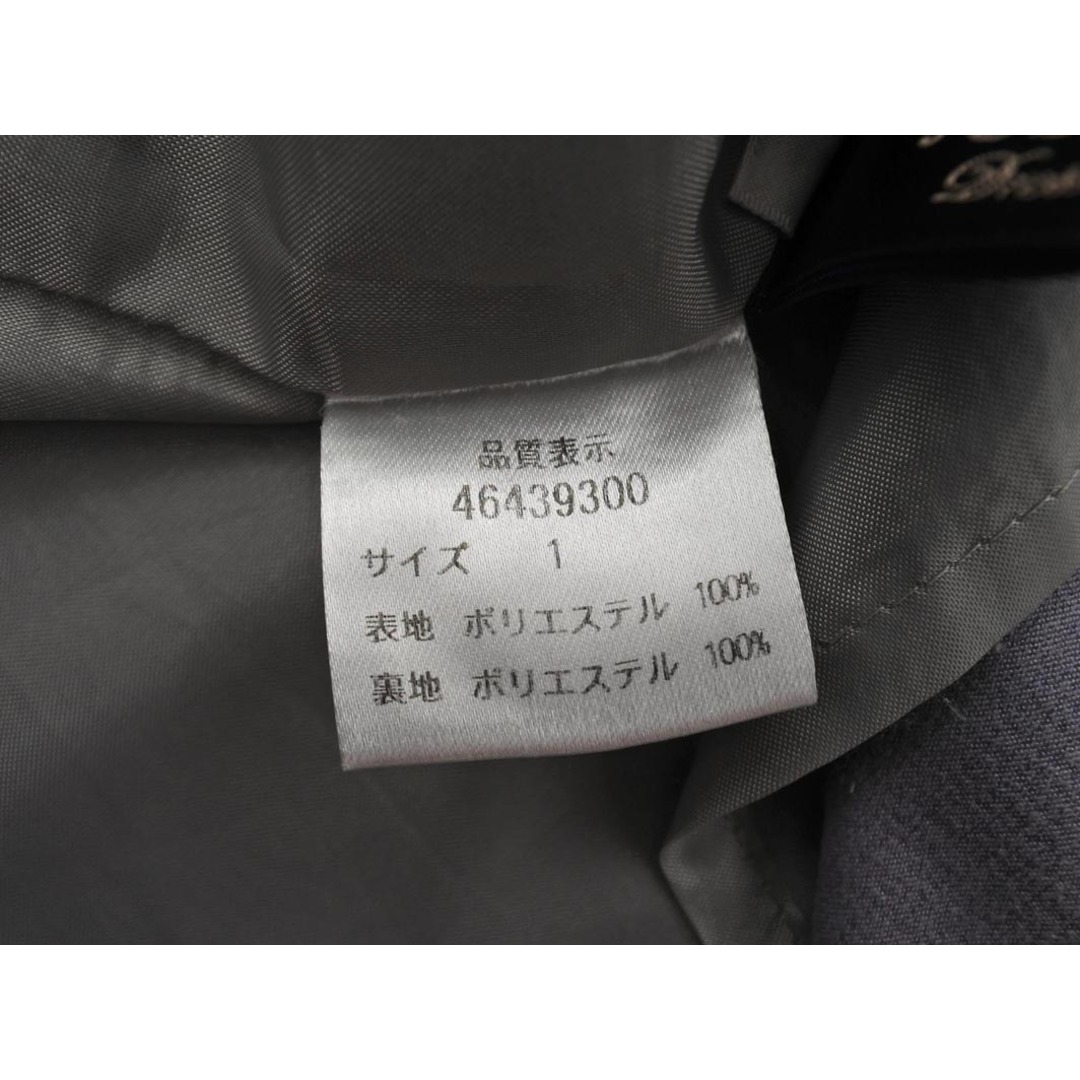 品質表示
46439300
サイズ 1
表地 ポリエステル 100%
裏地 ポリエステル 100%